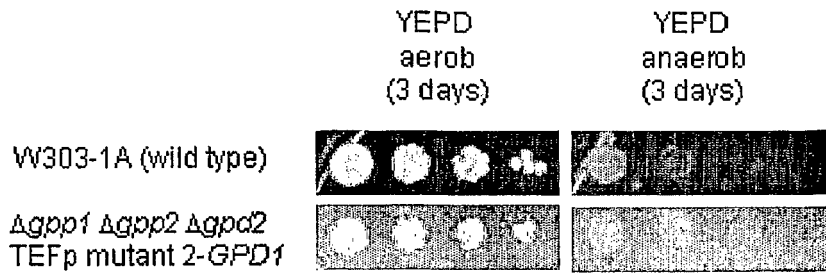 YEPD
aerob
(3 days)
YEPD
anaerob
(3 days)
W303-1A (wild type)
Δgpp1 Δgpp2 Δgpd2
TEFp mutant 2-GPD1